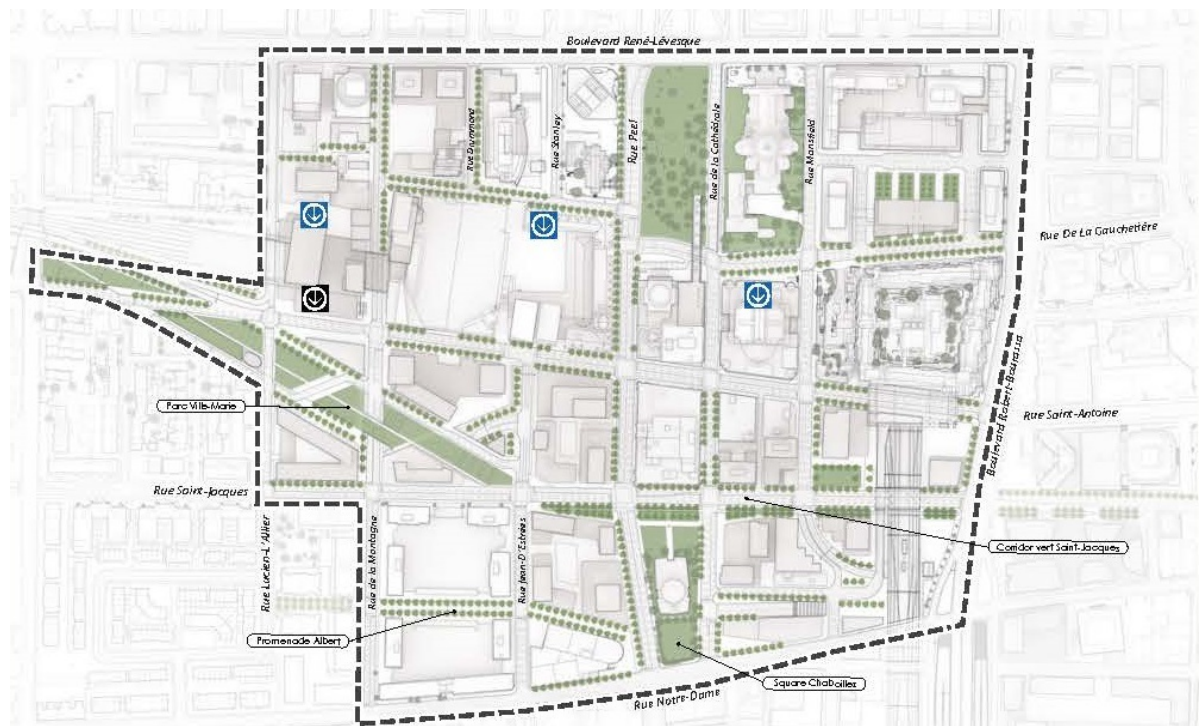 Boulevard René-Lévesque
Rue Drummond
Rue Stanley
Rue Peel
Rue de la Cathédrale
Rue Mansfield
Rue De La Gauchetière
Boulevard Robert-Bourassa
Rue Saint-Antoine
Parc Ville-Marie
Rue Saint-Jacques
Rue Lucien-L'Allier
Rue de la Montagne
Rue Jean-D'Estrées
Corridor vert Saint-Jacques
Promenade Albert
Square Chaboillez
Rue Notre-Dame